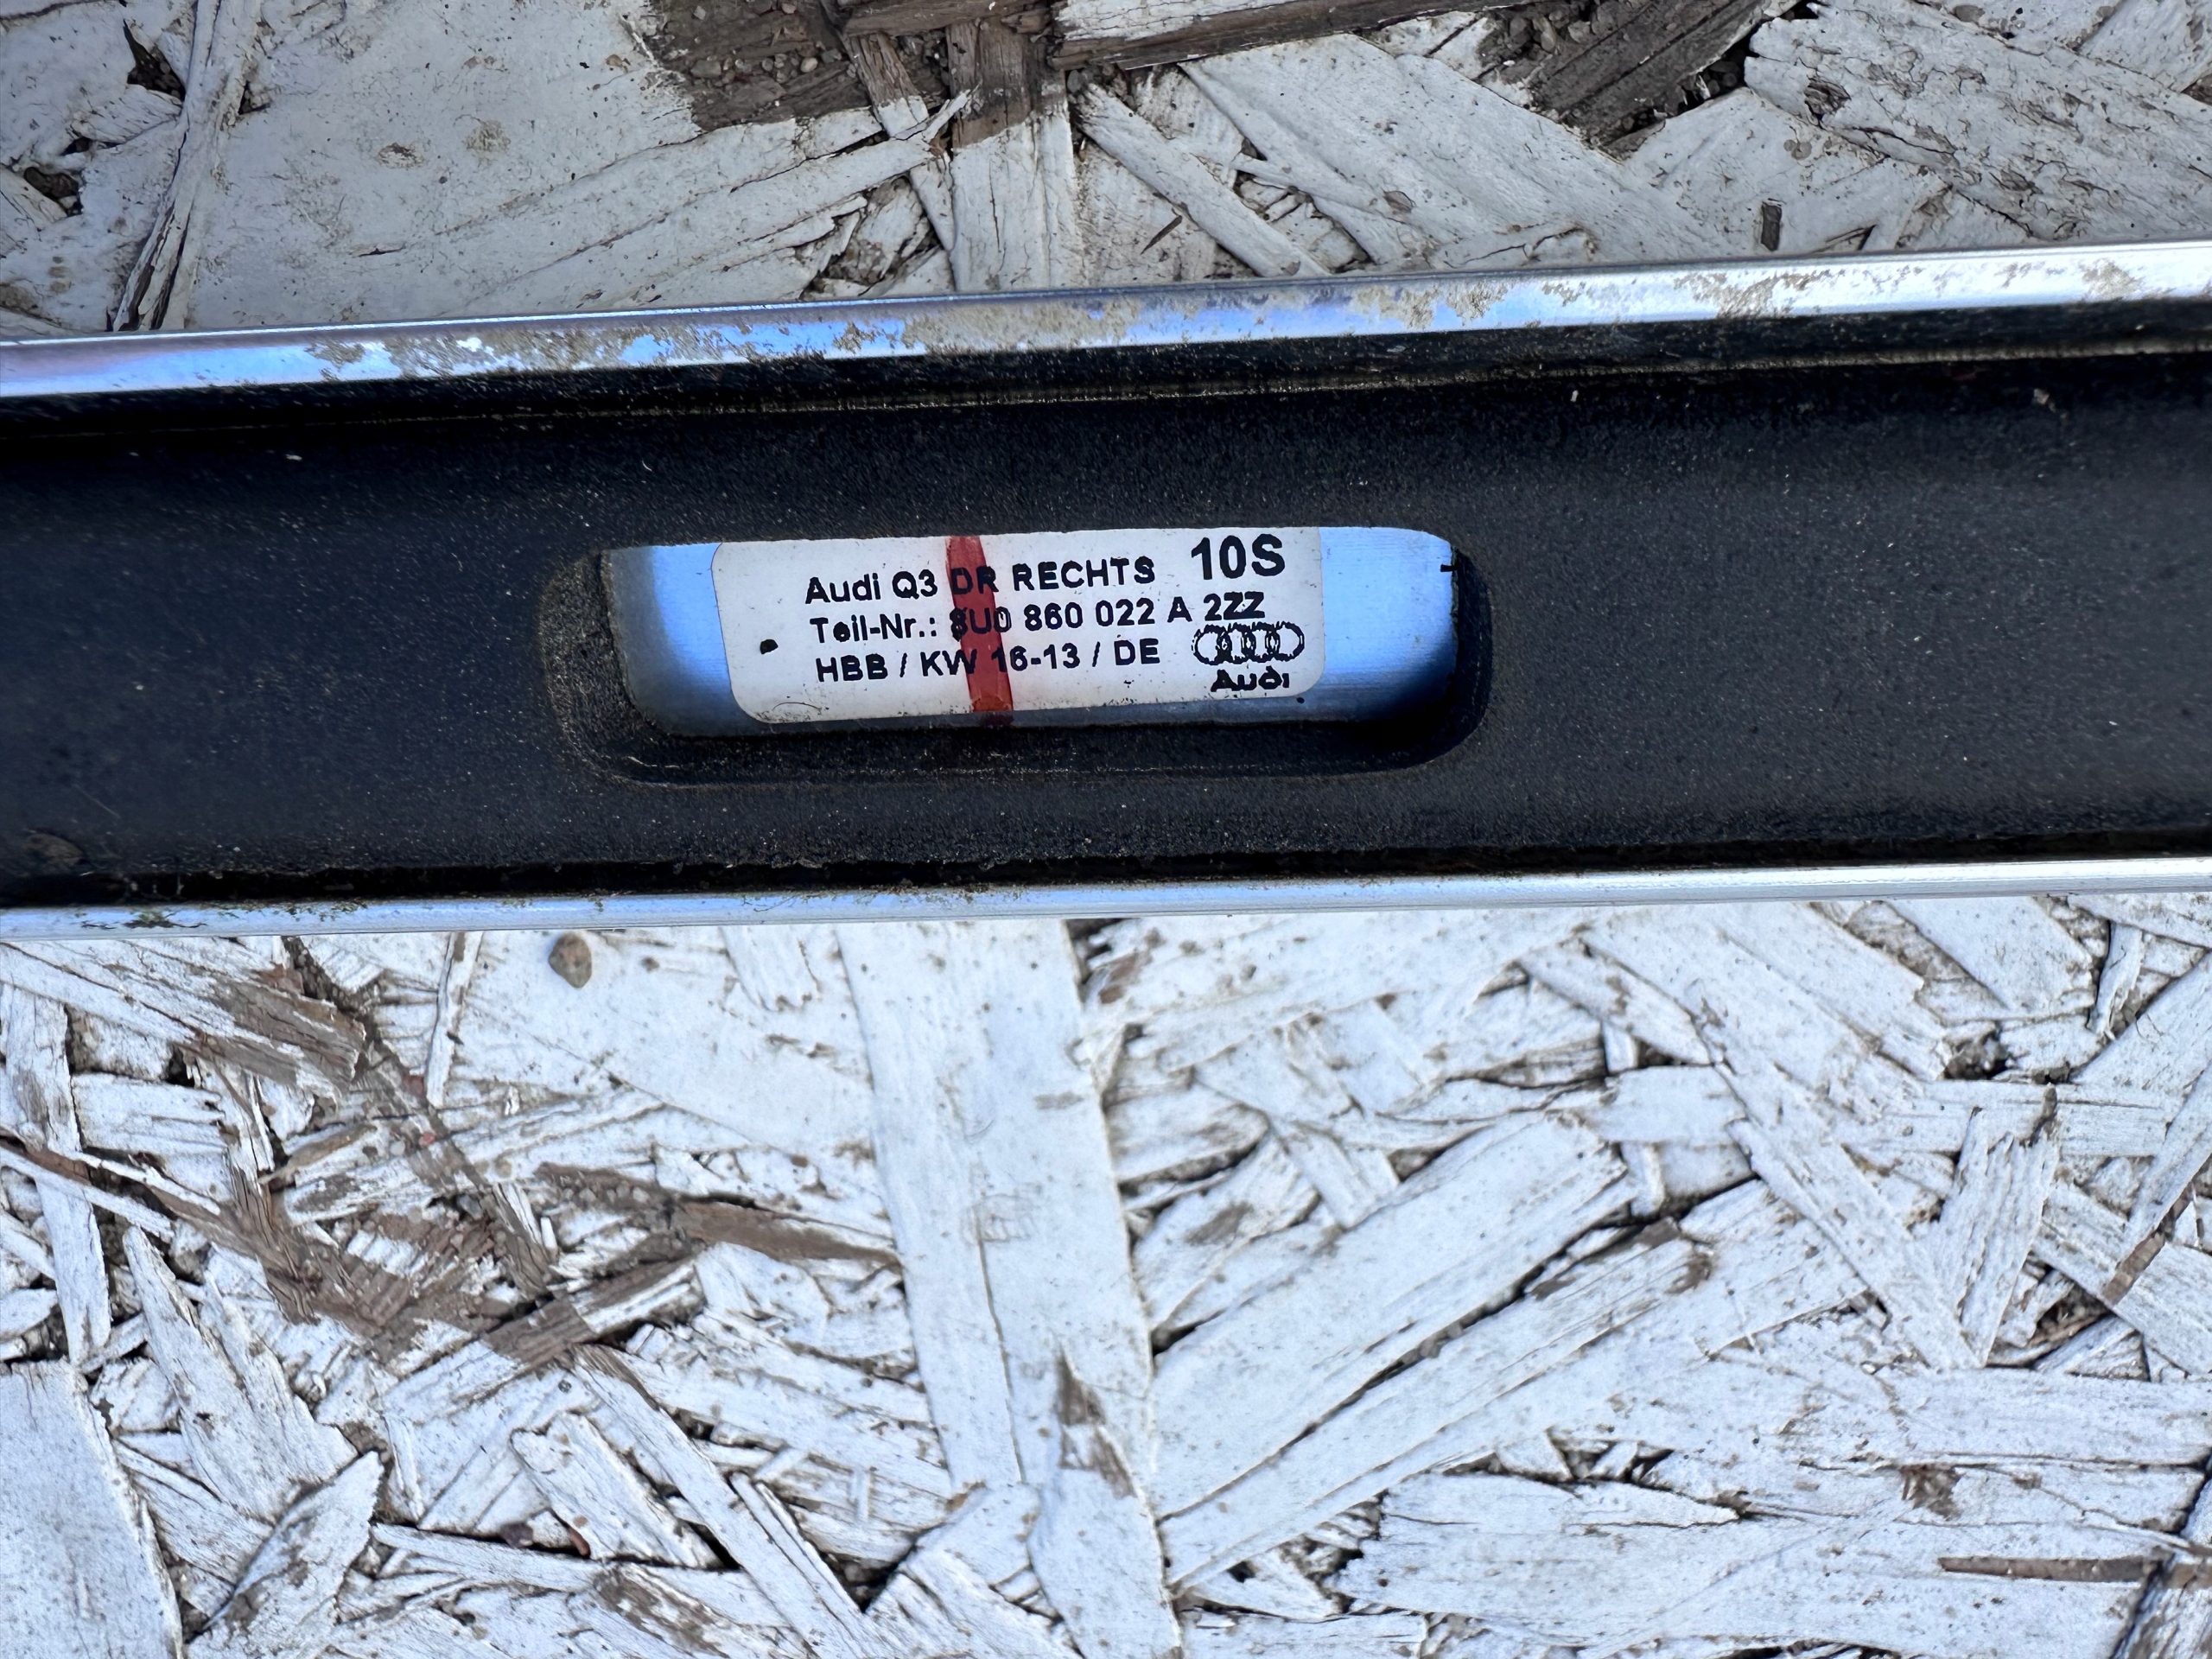 Audi Q3 DR RECHTS 10S
Teil-Nr.: 8U0 860 022 A 2ZZ
HBB / KW 16-13 / DE
Audi